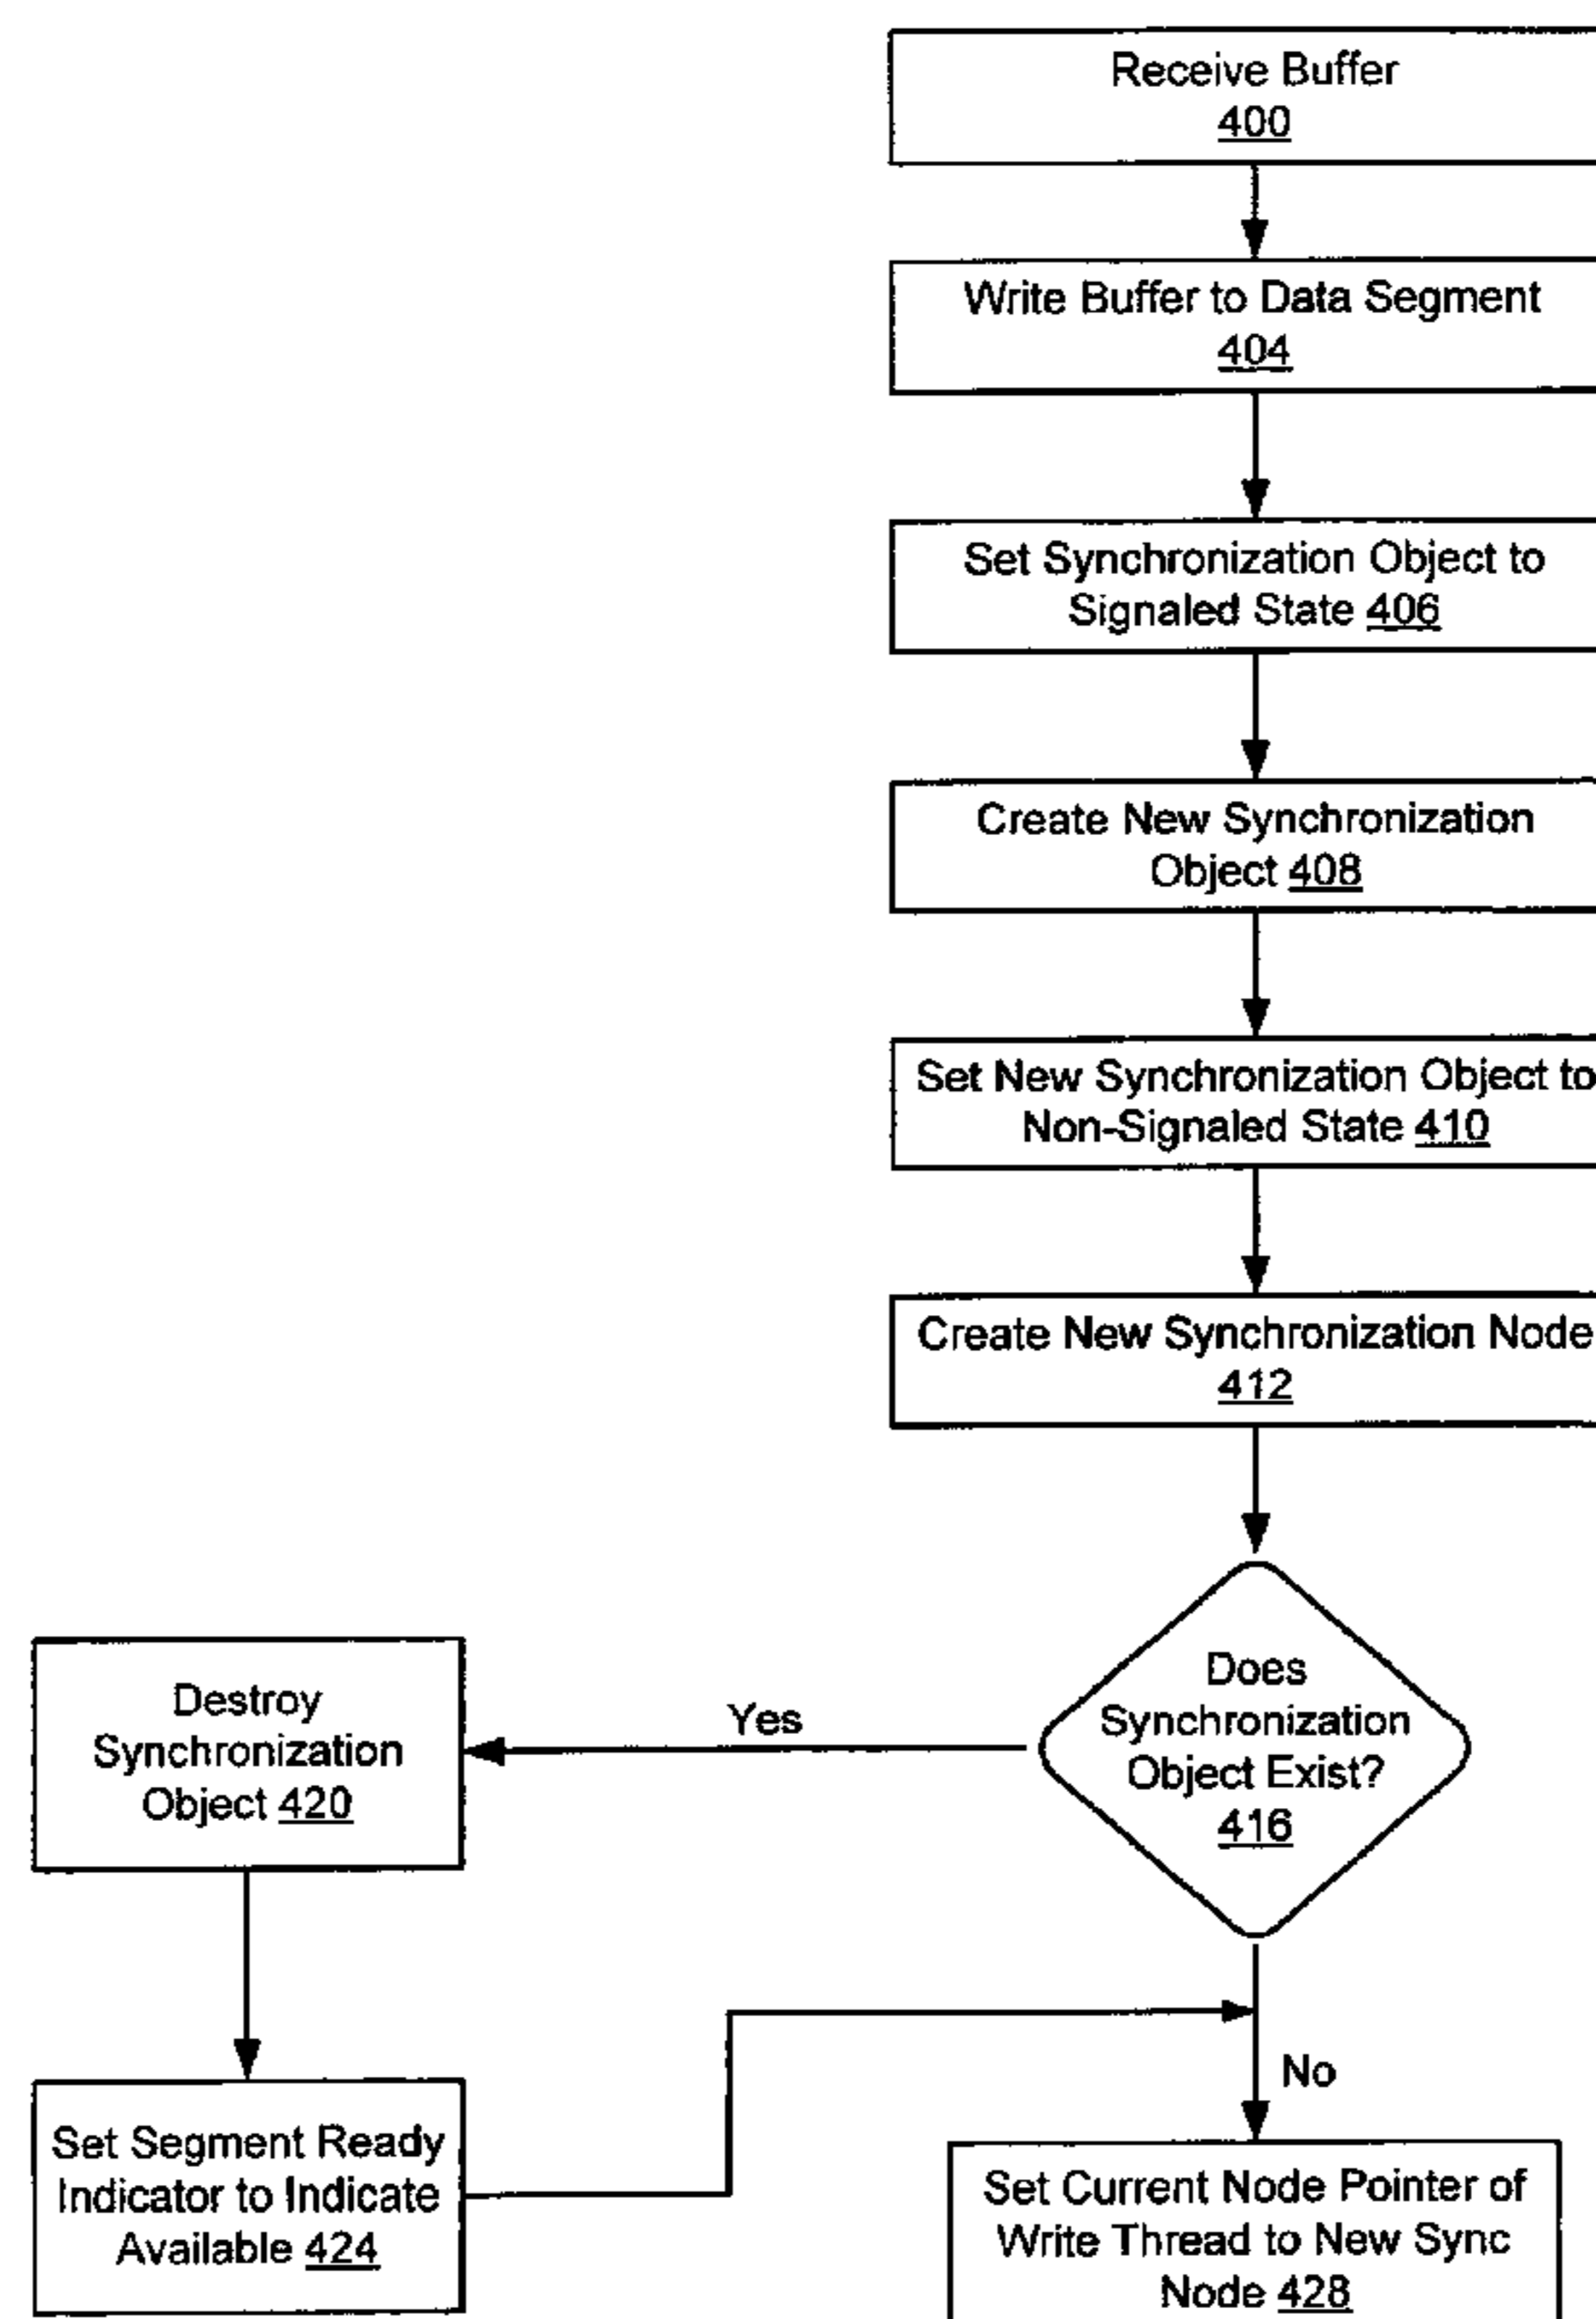 Receive Buffer
400
Write Buffer to Data Segment
404
Set Synchronization Object to
Signaled State 406
Create New Synchronization
Object 408
Set New Synchronization Object to
Non-Signaled State 410
Create New Synchronization Node
412
Does
Synchronization
Object Exist?
416
Yes
Destroy
Synchronization
Object 420
Set Segment Ready
Indicator to Indicate
Available 424
No
Set Current Node Pointer of
Write Thread to New Sync
Node 428